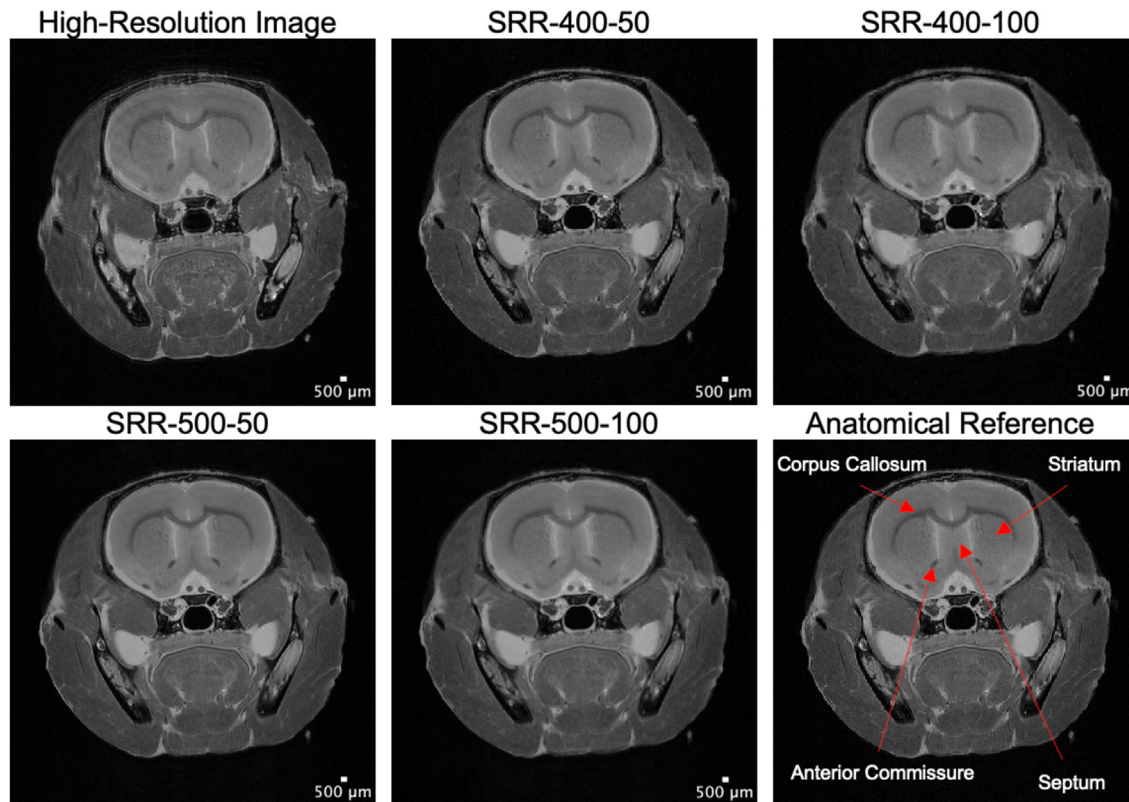 High-Resolution Image
SRR-400-50
SRR-400-100
500 µm
500 µm
500 µm
SRR-500-50
SRR-500-100
Anatomical Reference
Corpus Callosum
Striatum
Anterior Commissure
Septum
500 µm
500 µm